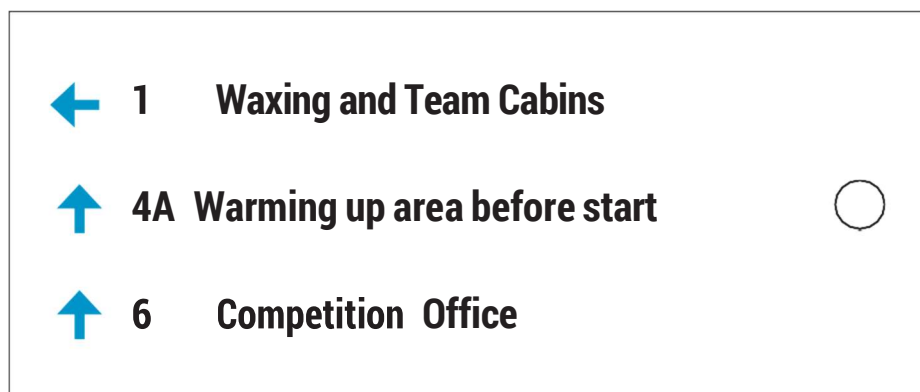 1 Waxing and Team Cabins
4A Warming up area before start
6 Competition Office